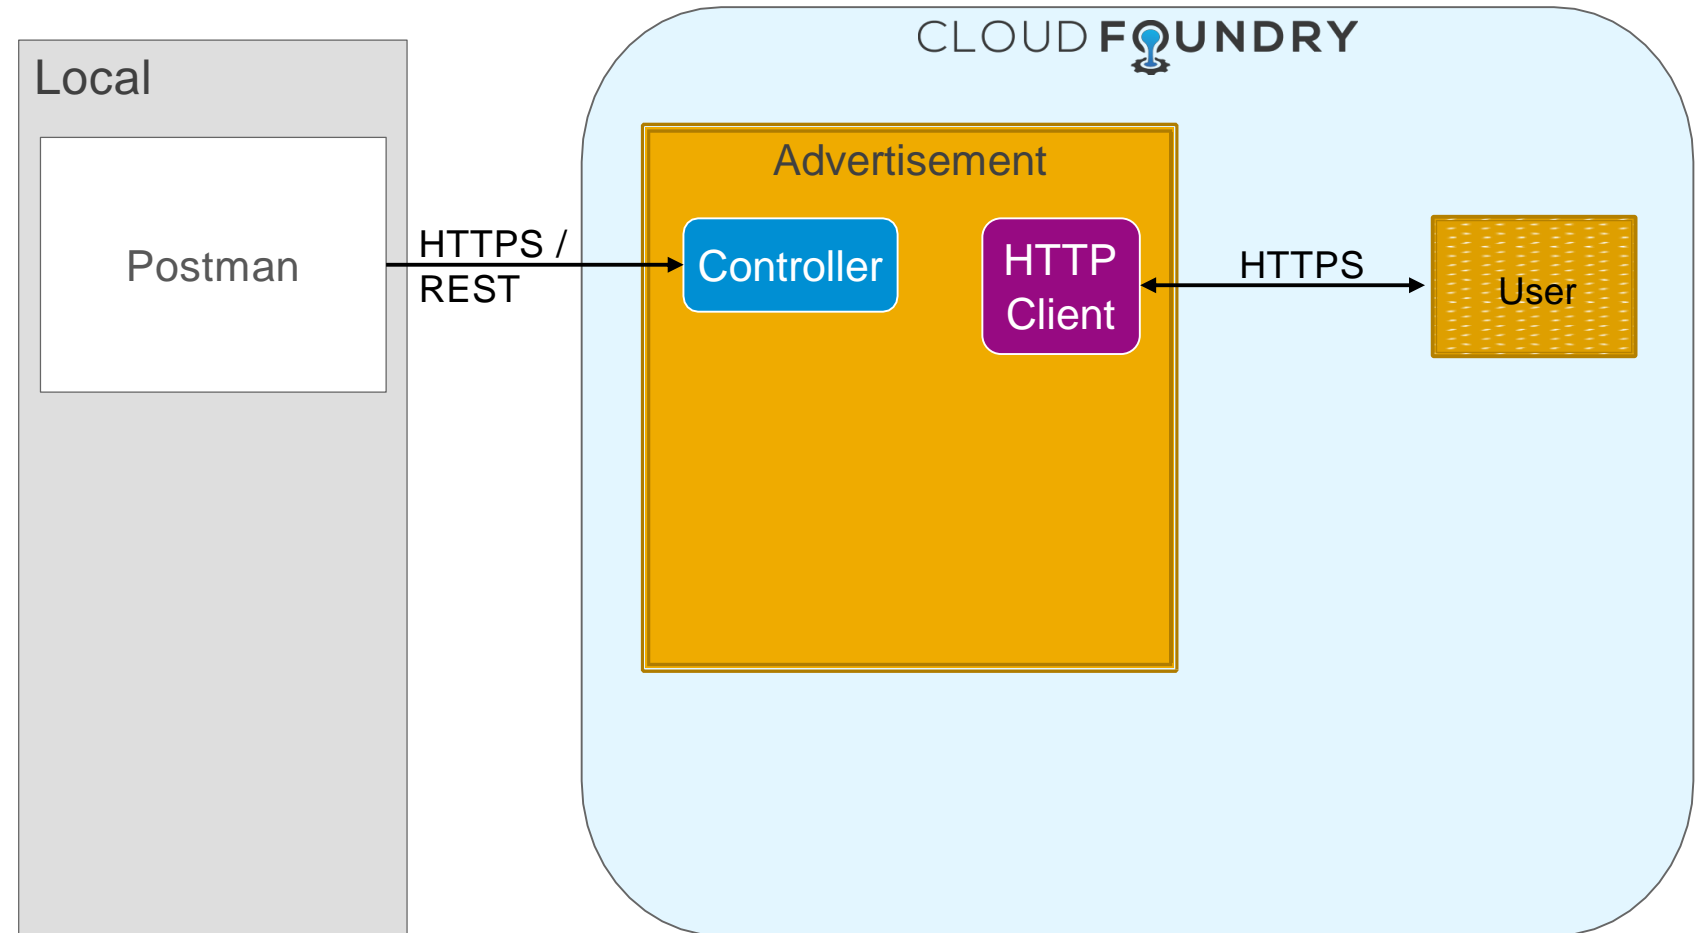 CLOUD FOUNDRY
Local
Advertisement
Postman
HTTPS /
REST
Controller
HTTP
Client
HTTPS
User